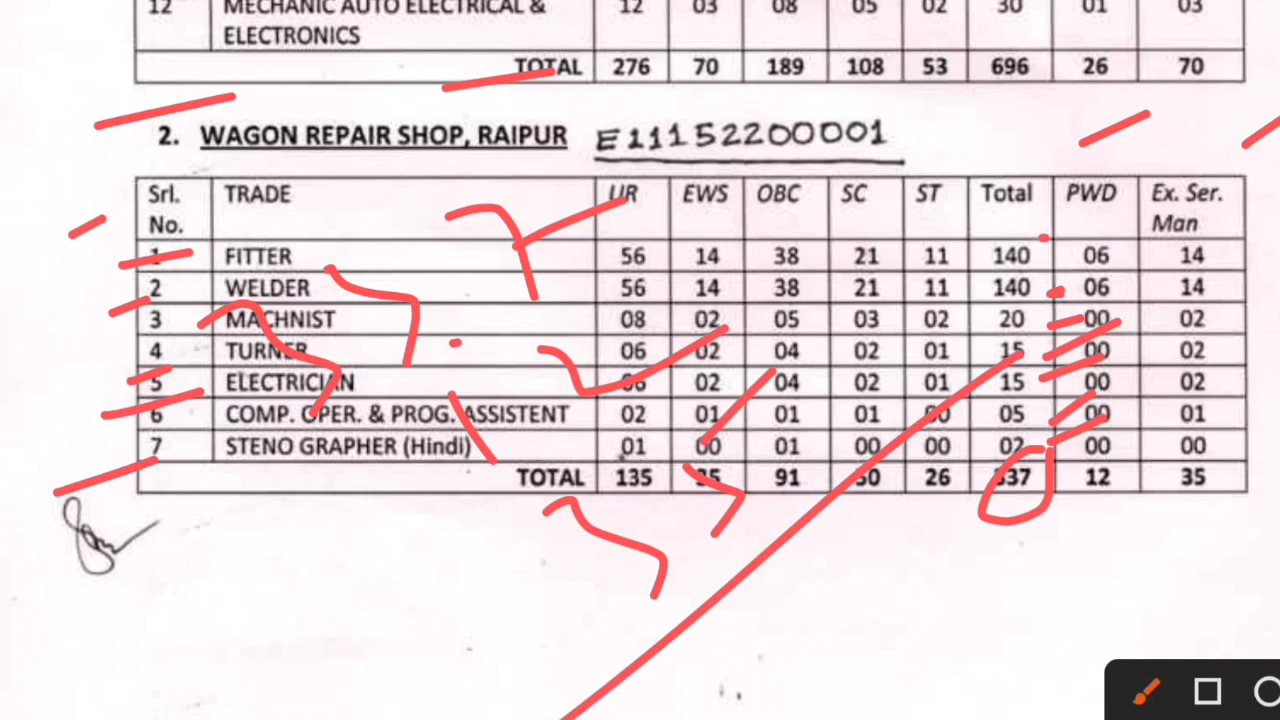 12 MECHANIC AUTO ELECTRICAL & 12 03 08 05 02 30 01 03
ELECTRONICS
TOTAL 276 70 189 108 53 696 26 70
2. WAGON REPAIR SHOP, RAIPUR E11152200001
Srl. TRADE UR EWS OBC SC ST Total PWD Ex. Ser.
No. Man
1 FITTER 56 14 38 21 11 140 06 14
2 WELDER 56 14 38 21 11 140 06 14
3 MACHNIST 08 02 05 03 02 20 00 02
4 TURNER 06 02 04 02 01 15 00 02
5 ELECTRICIAN 06 02 04 02 01 15 00 02
6 COMP. OPER. & PROG. ASSISTENT 02 01 01 01 00 05 00 01
7 STENO GRAPHER (Hindi) 01 00 01 00 00 02 00 00
TOTAL 135 35 91 50 26 337 12 35